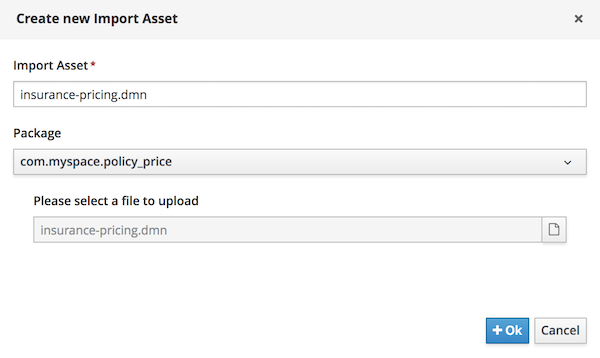 Create new Import Asset ×
Import Asset *
insurance-pricing.dmn
Package
com.myspace.policy_price
Please select a file to upload
insurance-pricing.dmn
+ Ok Cancel